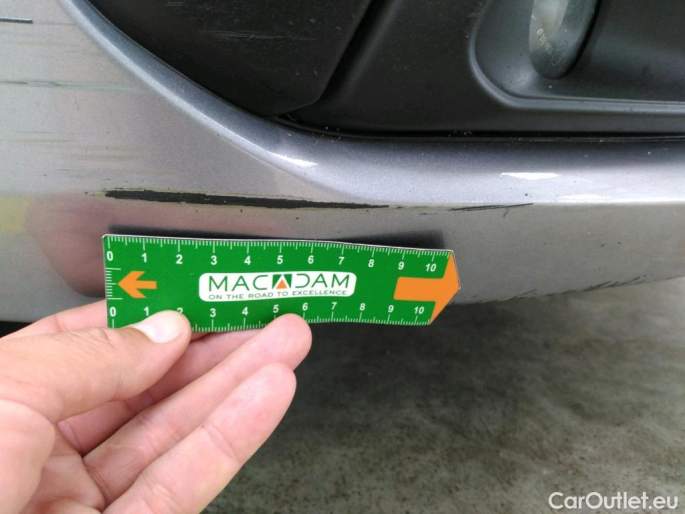 0 1 2 3 4 5 6 7 8 9 10
MACADAM
ON THE ROAD TO EXCELLENCE
0 1 2 3 4 5 6 7 8 9 10
CarOutlet.eu